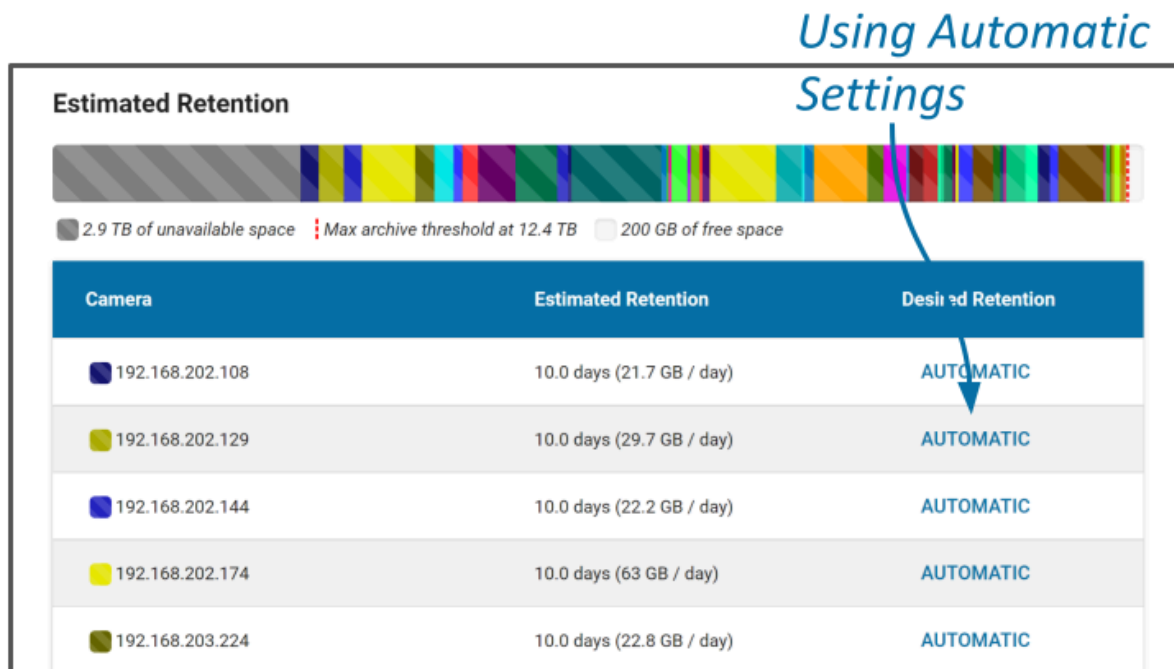 Using Automatic
Settings
Estimated Retention
2.9 TB of unavailable space Max archive threshold at 12.4 TB 200 GB of free space
Camera Estimated Retention Desired Retention
192.168.202.108 10.0 days (21.7 GB / day) AUTOMATIC
192.168.202.129 10.0 days (29.7 GB / day) AUTOMATIC
192.168.202.144 10.0 days (22.2 GB / day) AUTOMATIC
192.168.202.174 10.0 days (63 GB / day) AUTOMATIC
192.168.203.224 10.0 days (22.8 GB / day) AUTOMATIC